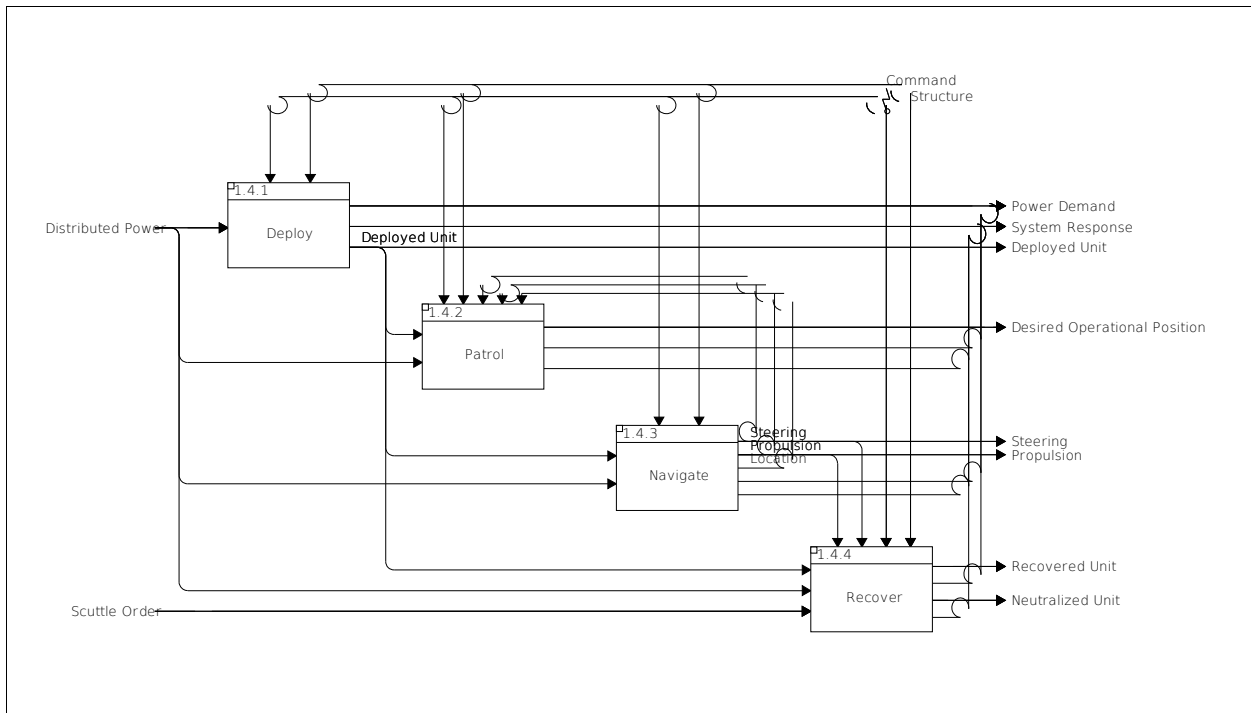 Command
Structure
1.4.1
Deploy
Distributed Power
Deployed Unit
Power Demand
System Response
Deployed Unit
1.4.2
Patrol
Desired Operational Position
1.4.3
Navigate
Steering
Propulsion
Location
Steering
Propulsion
1.4.4
Recover
Recovered Unit
Neutralized Unit
Scuttle Order